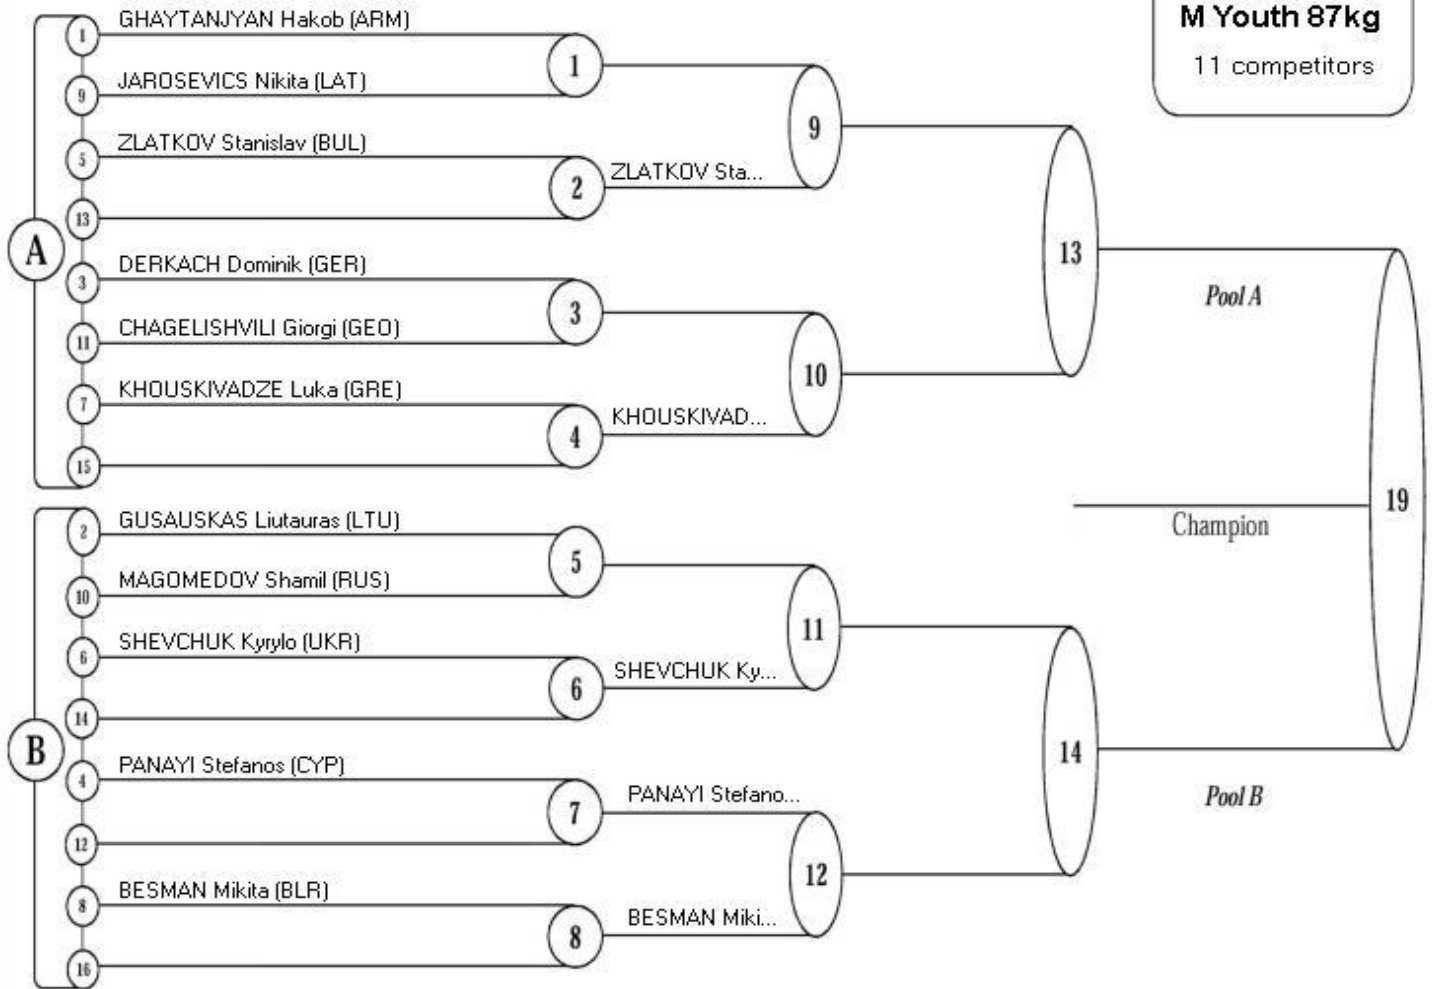 M Youth 87kg
11 competitors
A
1
GHAYTANJYAN Hakob (ARM)
9
JAROSEVICS Nikita (LAT)
1
5
ZLATKOV Stanislav (BUL)
13
2
ZLATKOV Sta...
9
3
DERKACH Dominik (GER)
11
CHAGELISHVILI Giorgi (GEO)
3
7
KHOUSKIVADZE Luka (GRE)
15
4
KHOUSKIVAD...
10
13
Pool A
B
2
GUSAUSKAS Liutauras (LTU)
10
MAGOMEDOV Shamil (RUS)
5
6
SHEVCHUK Kyrylo (UKR)
14
6
SHEVCHUK Ky...
11
4
PANAYI Stefanos (CYP)
12
7
PANAYI Stefano...
8
BESMAN Mikita (BLR)
16
8
BESMAN Miki...
12
14
Pool B
19
Champion